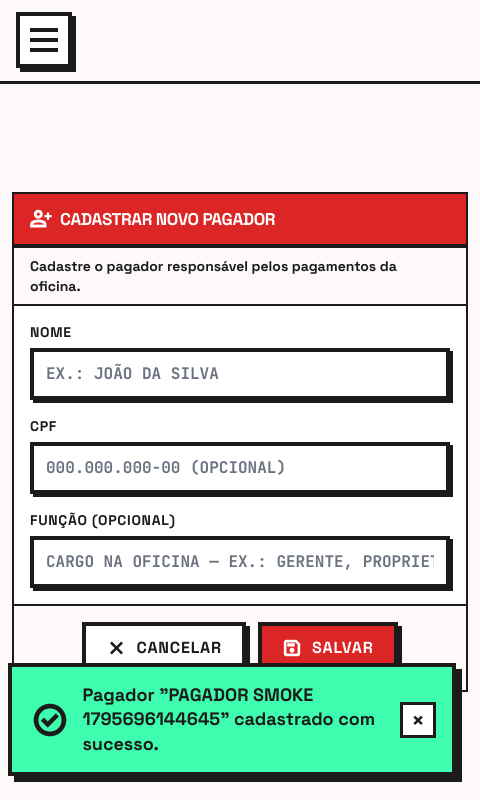 CADASTRAR NOVO PAGADOR
Cadastre o pagador responsável pelos pagamentos da
oficina.
NOME
EX.: JOÃO DA SILVA
CPF
000.000.000-00 (OPCIONAL)
FUNÇÃO (OPCIONAL)
CARGO NA OFICINA — EX.: GERENTE, PROPRIET
CANCELAR
SALVAR
Pagador "PAGADOR SMOKE
1795696144645" cadastrado com
sucesso.